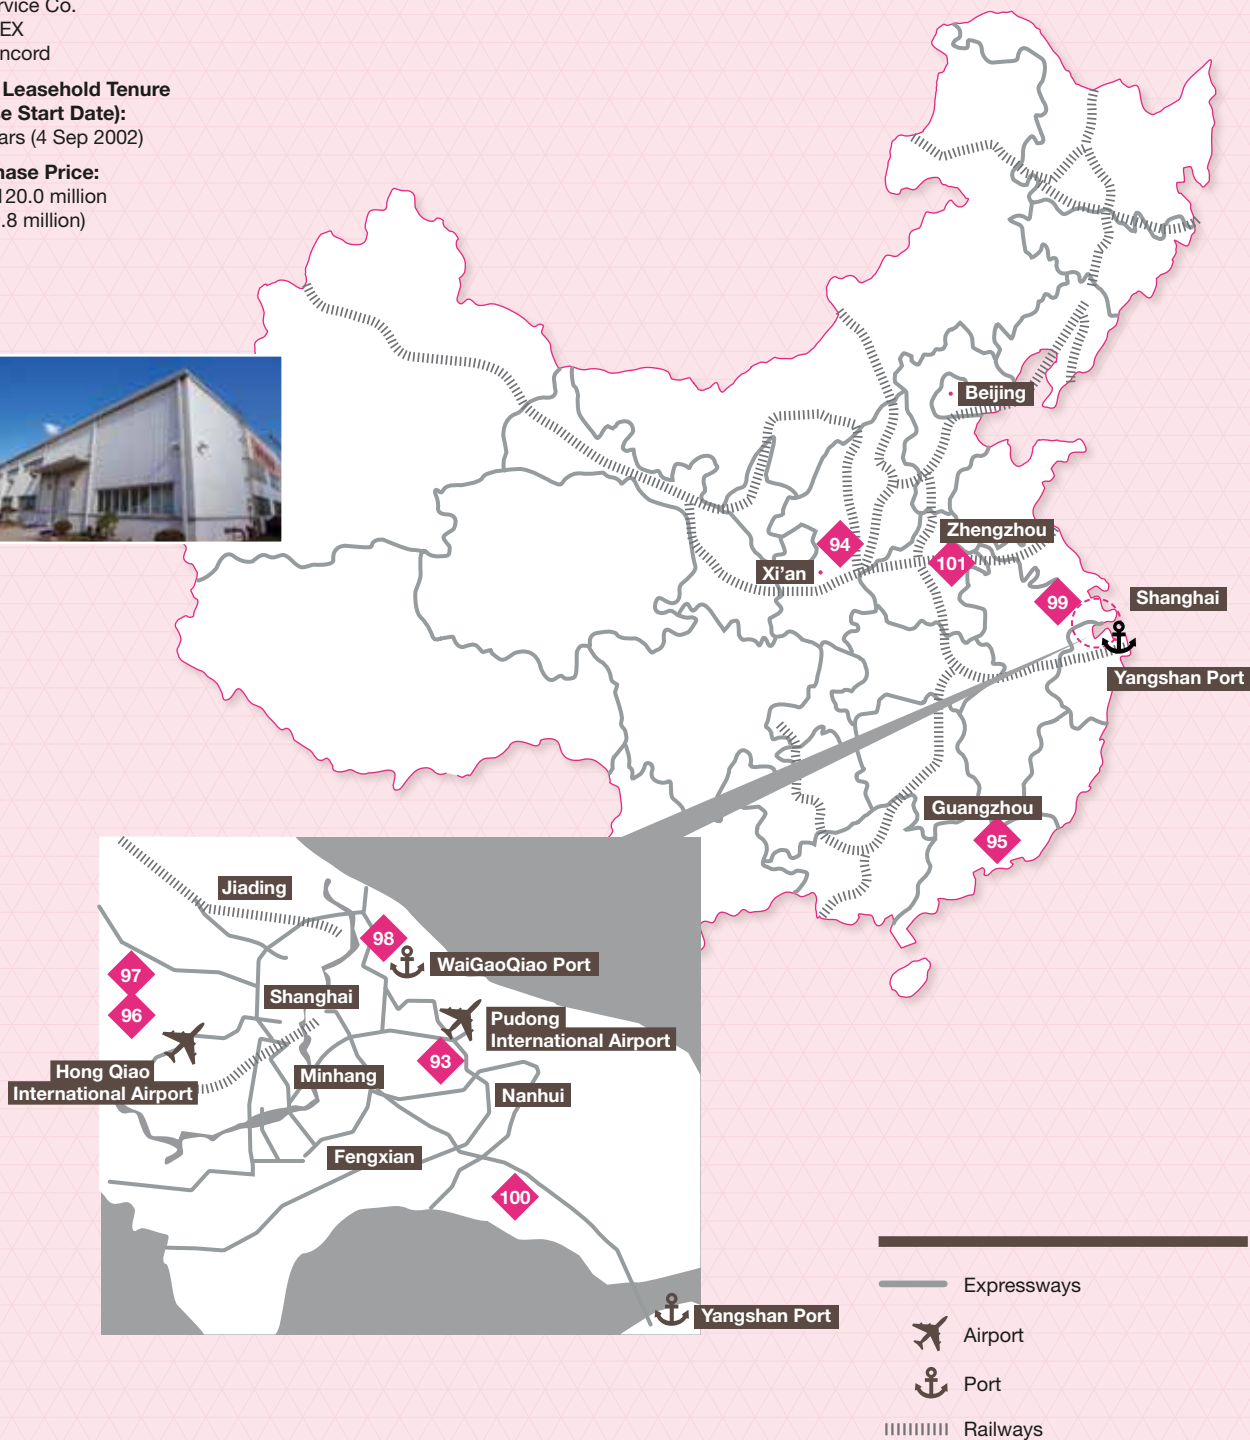 rvice Co.
EX
ncord
Leasehold Tenure
e Start Date):
ars (4 Sep 2002)
hase Price:
120.0 million
.8 million)
Beijing
Zhengzhou
94
101
Xi’an
99
Shanghai
Yangshan Port
Guangzhou
95
Jiading
98
WaiGaoQiao Port
97
Shanghai
96
Pudong
International Airport
93
Hong Qiao
International Airport
Minhang
Nanhui
Fengxian
100
Yangshan Port
Expressways
Airport
Port
Railways